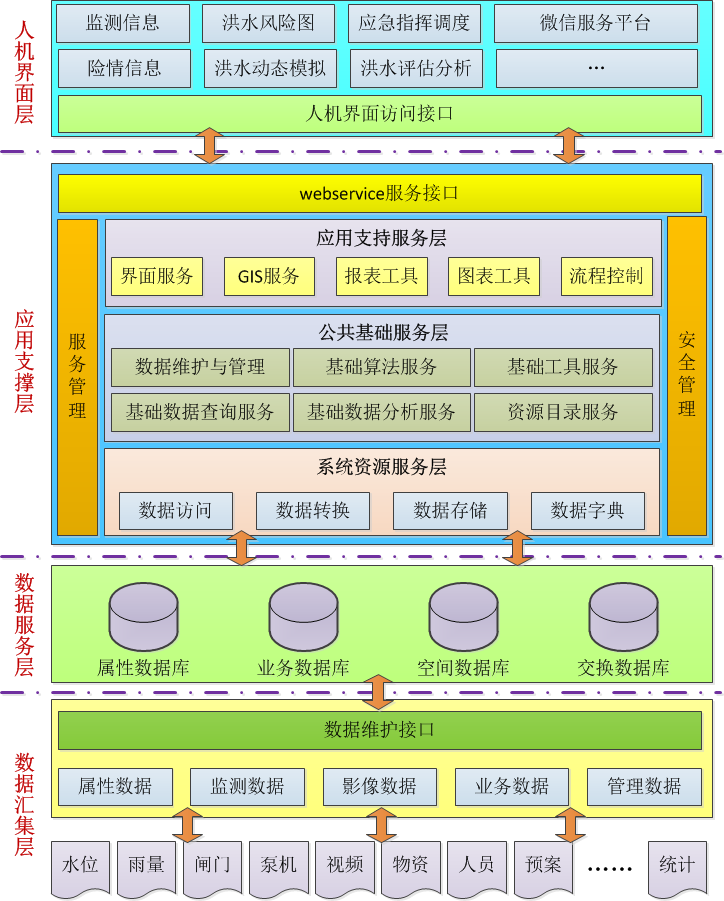 人机界面层
监测信息
洪水风险图
应急指挥调度
微信服务平台
险情信息
洪水动态模拟
洪水评估分析
...
人机界面访问接口
应用支撑层
webservice服务接口
服务管理
应用支持服务层
界面服务
GIS服务
报表工具
图表工具
流程控制
公共基础服务层
数据维护与管理
基础算法服务
基础工具服务
基础数据查询服务
基础数据分析服务
资源目录服务
系统资源服务层
数据访问
数据转换
数据存储
数据字典
安全管理
数据服务层
属性数据库
业务数据库
空间数据库
交换数据库
数据汇集层
数据维护接口
属性数据
监测数据
影像数据
业务数据
管理数据
水位
雨量
闸门
泵机
视频
物资
人员
预案
……
统计